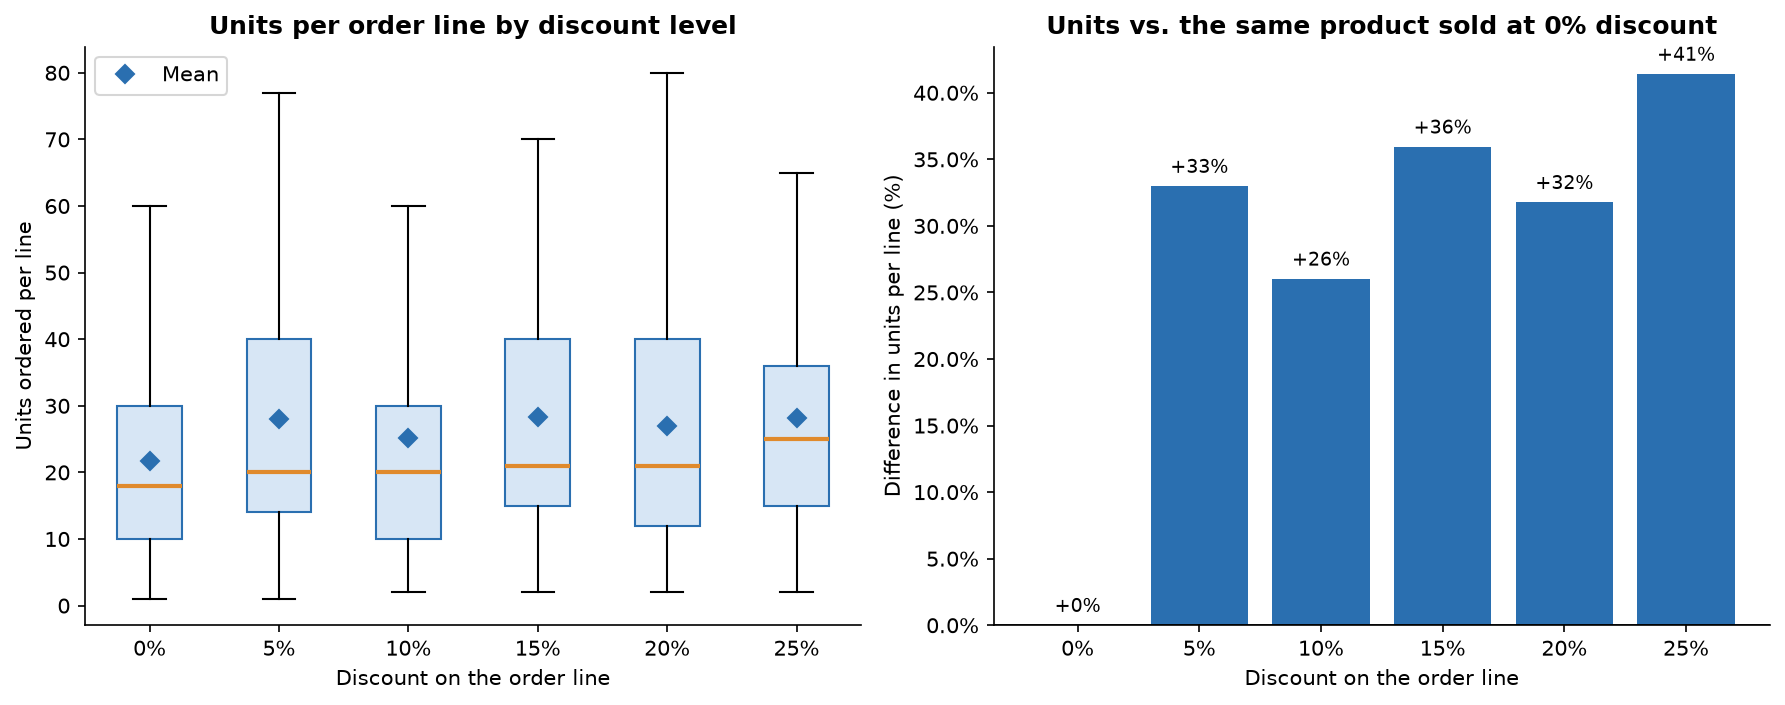 Units per order line by discount level
Mean
Units ordered per line
80
70
60
50
40
30
20
10
0
0% 5% 10% 15% 20% 25%
Discount on the order line
Units vs. the same product sold at 0% discount
Difference in units per line (%)
40.0%
35.0%
30.0%
25.0%
20.0%
15.0%
10.0%
5.0%
0.0%
+0% +33% +26% +36% +32% +41%
0% 5% 10% 15% 20% 25%
Discount on the order line